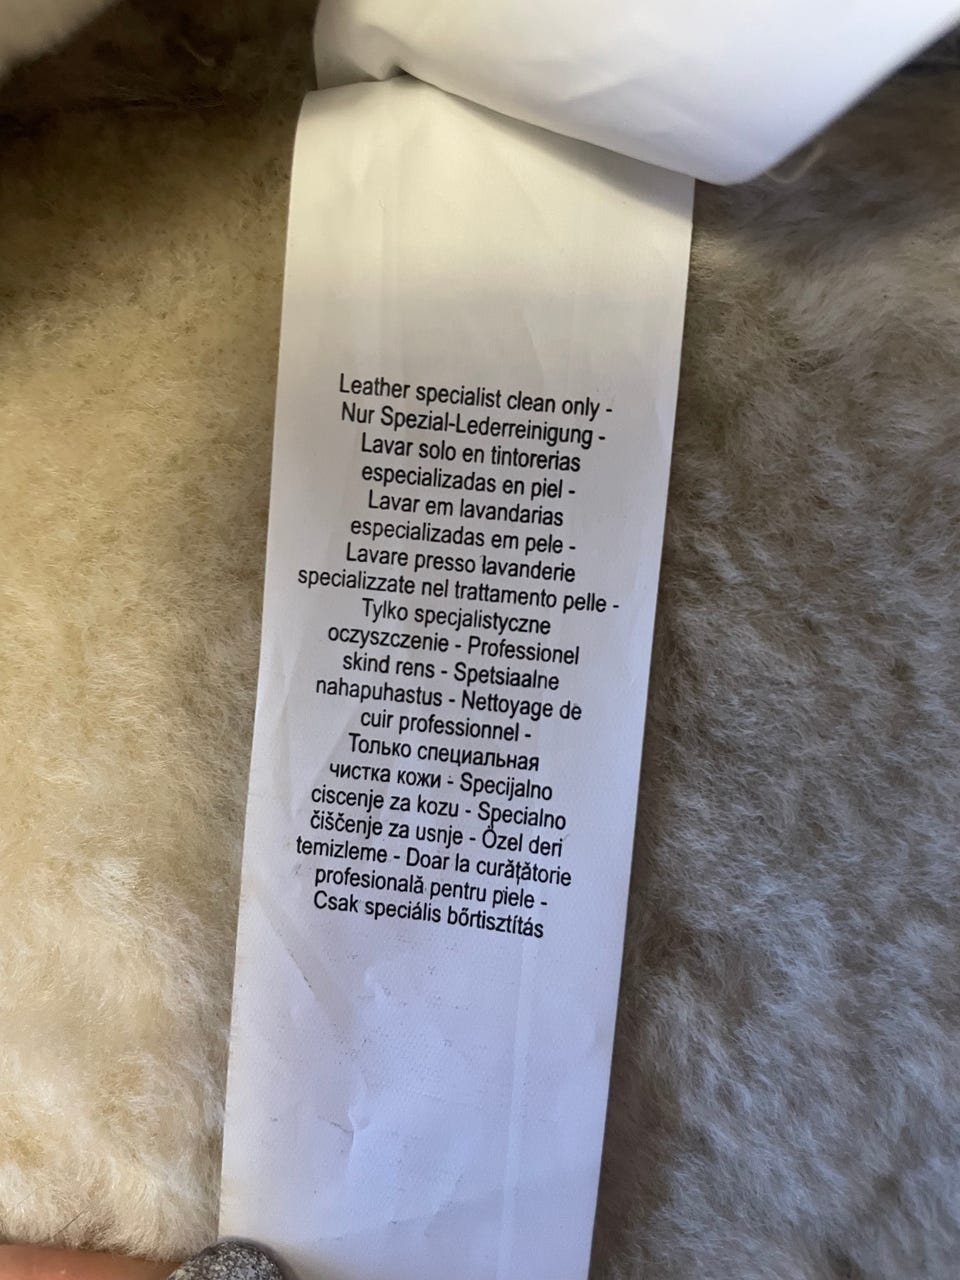 Leather specialist clean only -
Nur Spezial-Lederreinigung -
Lavar solo en tintorerias
especializadas en piel -
Lavar em lavandarias
especializadas em pele -
Lavare presso lavanderie
specializzate nel trattamento pelle -
Tylko specjalistyczne
oczyszczenie - Professionel
skind rens - Spetsiaalne
nahapuhastus - Nettoyage de
cuir professionnel -
Только специальная
чистка кожи - Specijalno
ciscenje za kozu - Specialno
čiščenje za usnje - Özel deri
temizleme - Doar la curățătorie
profesională pentru piele -
Csak speciális bőrtisztítás